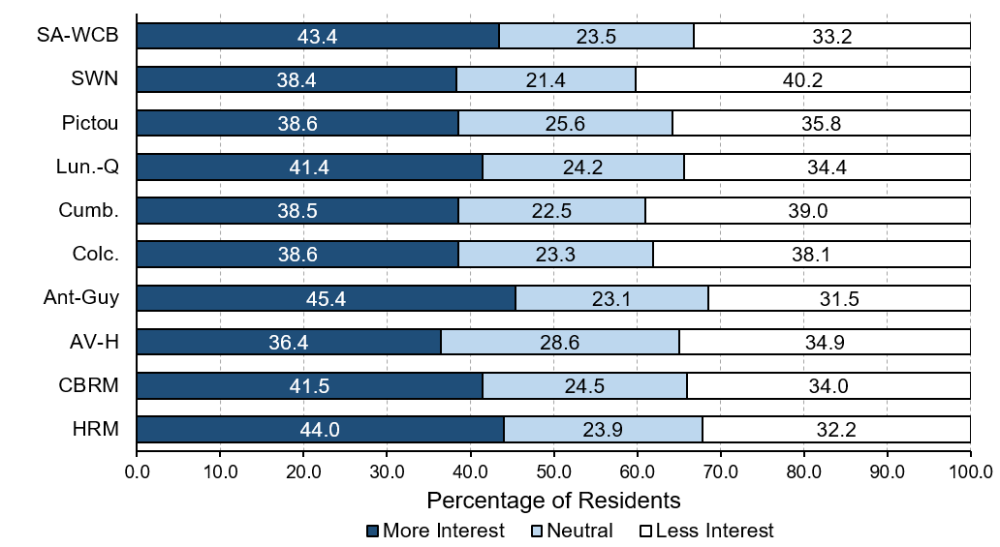 SA-WCB 43.4 23.5 33.2
SWN 38.4 21.4 40.2
Pictou 38.6 25.6 35.8
Lun.-Q 41.4 24.2 34.4
Cumb. 38.5 22.5 39.0
Colc. 38.6 23.3 38.1
Ant-Guy 45.4 23.1 31.5
AV-H 36.4 28.6 34.9
CBRM 41.5 24.5 34.0
HRM 44.0 23.9 32.2
0.0 10.0 20.0 30.0 40.0 50.0 60.0 70.0 80.0 90.0 100.0
Percentage of Residents
More Interest Neutral Less Interest